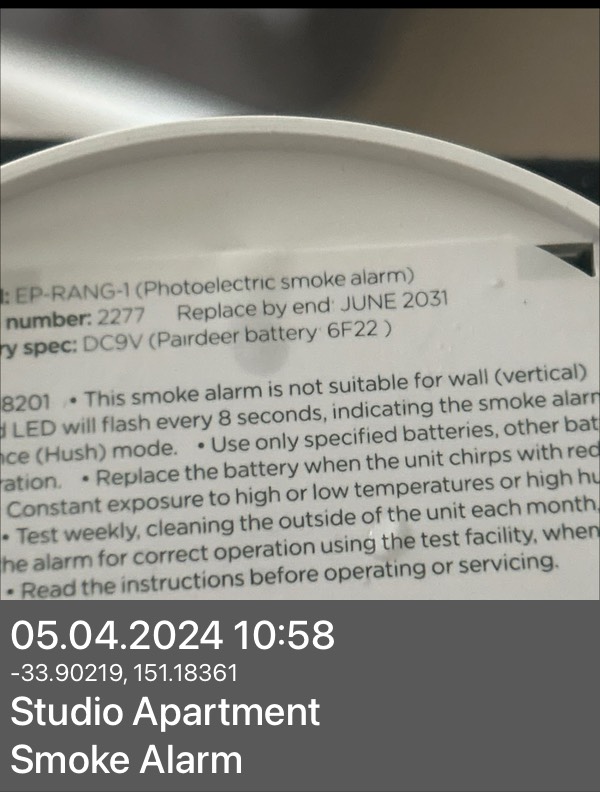 : EP-RANG-1 (Photoelectric smoke alarm)
number: 2277 Replace by end: JUNE 2031
ry spec: DC9V (Pairdeer battery 6F22 )
8201 • This smoke alarm is not suitable for wall (vertical)
LED will flash every 8 seconds, indicating the smoke alarm
nce (Hush) mode. • Use only specified batteries, other bat
ration. • Replace the battery when the unit chirps with red
Constant exposure to high or low temperatures or high hu
• Test weekly, cleaning the outside of the unit each month,
he alarm for correct operation using the test facility, when
• Read the instructions before operating or servicing.
05.04.2024 10:58
-33.90219, 151.18361
Studio Apartment
Smoke Alarm